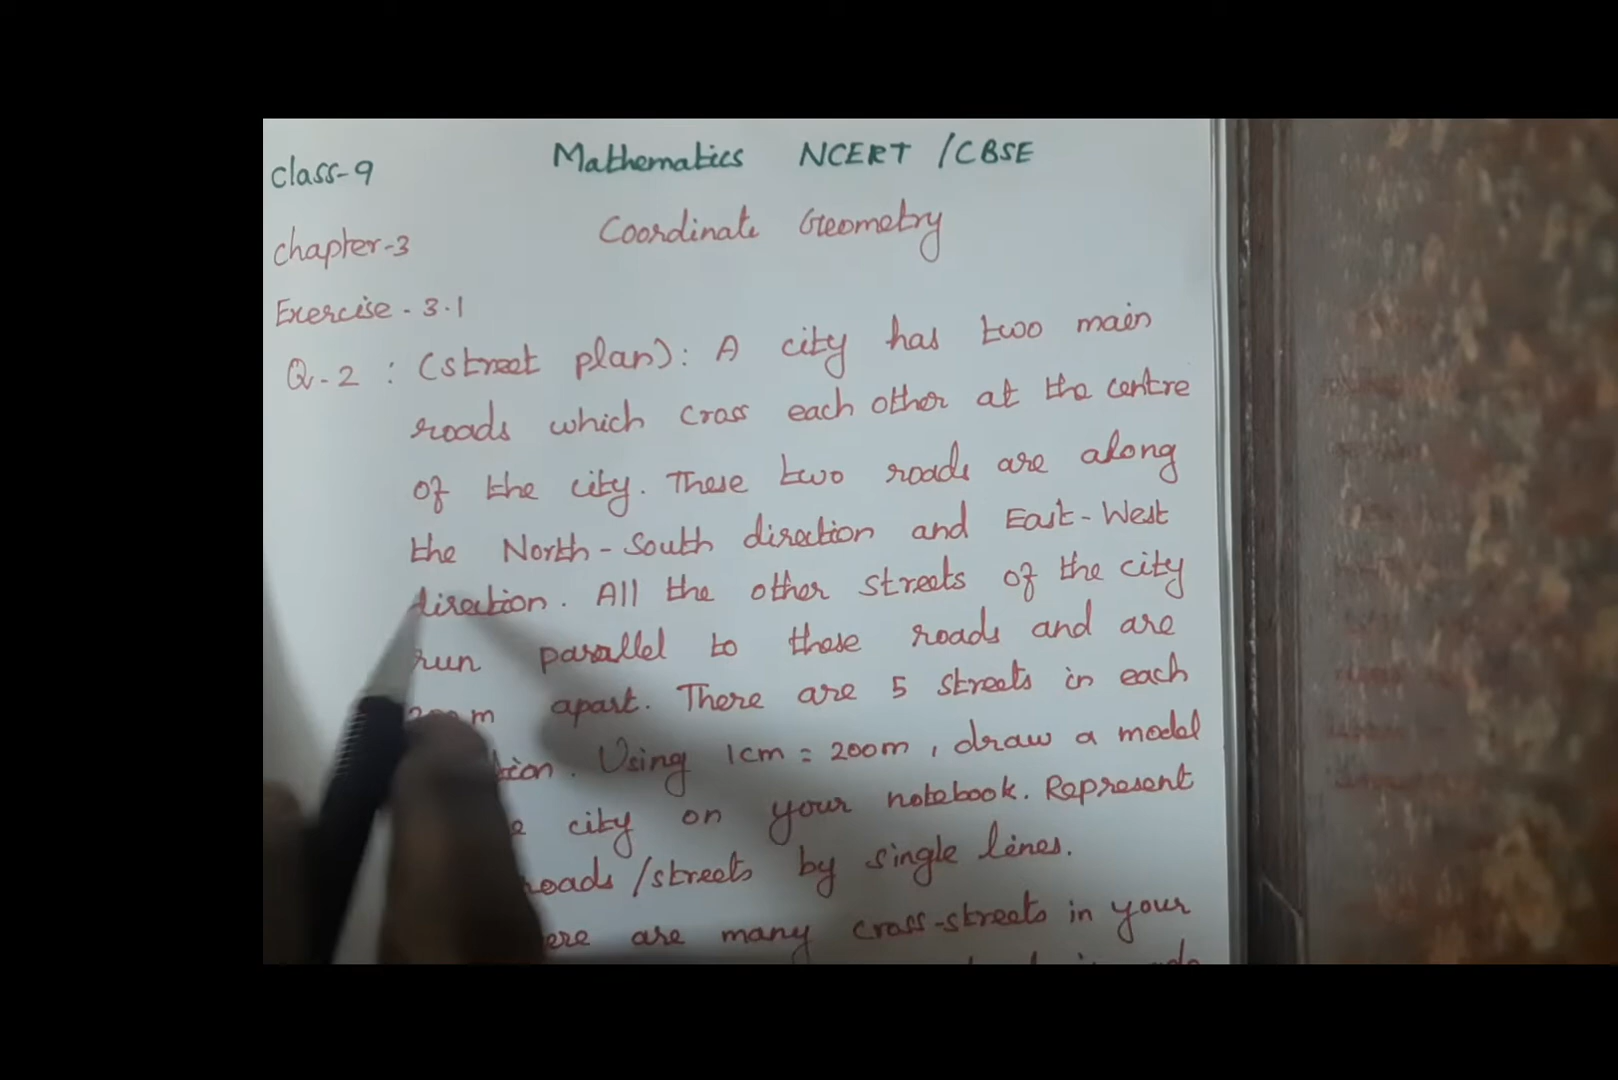 class-9 Mathematics NCERT /CBSE
chapter-3 Coordinate Geometry
Exercise-3.1
Q-2 : (Street plan): A city has two main
roads which cross each other at the centre
of the city. These two roads are along
the North-South direction and East-West
direction. All the other streets of the city
run parallel to these roads and are
apart. There are 5 streets in each
Using 1cm = 200m, draw a model
city on your notebook. Represent
roads/streets by single lines.
are many cross-streets in your